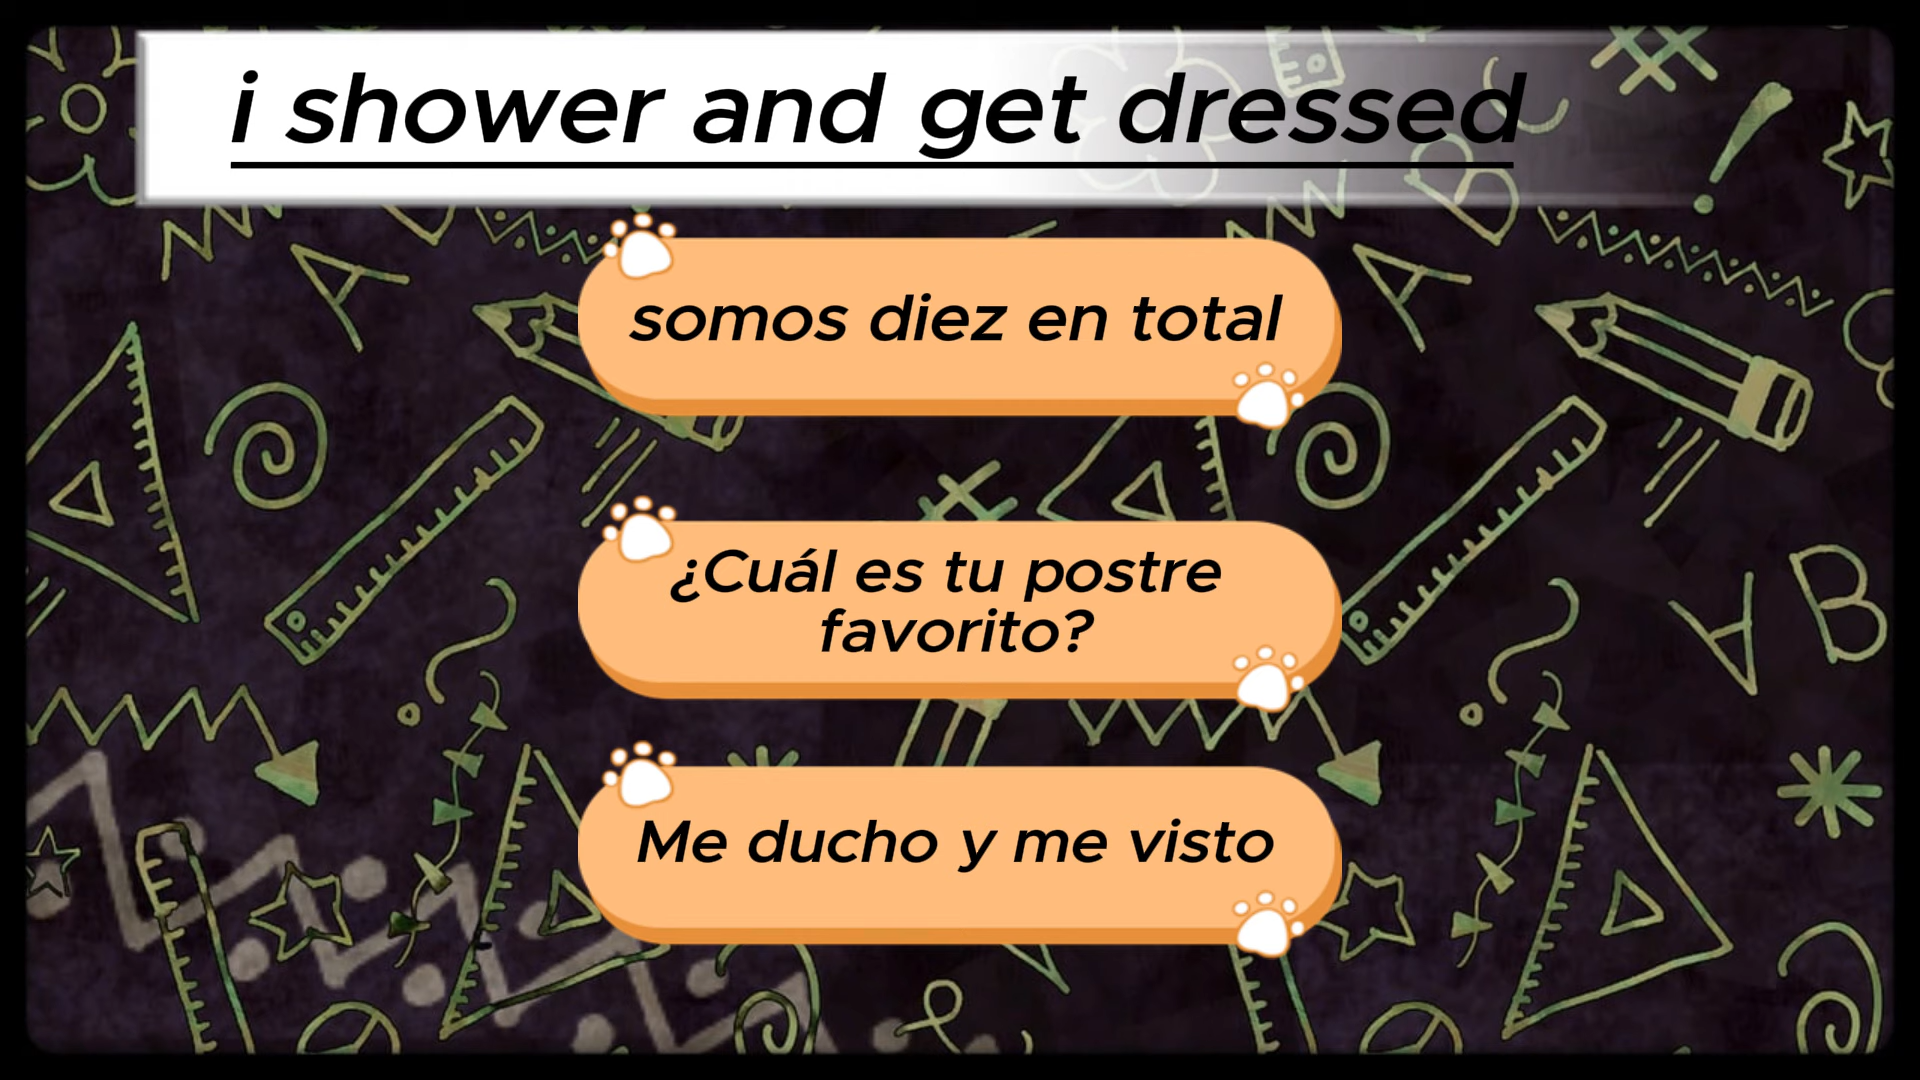 i shower and get dressed
somos diez en total
¿Cuál es tu postre
favorito?
Me ducho y me visto